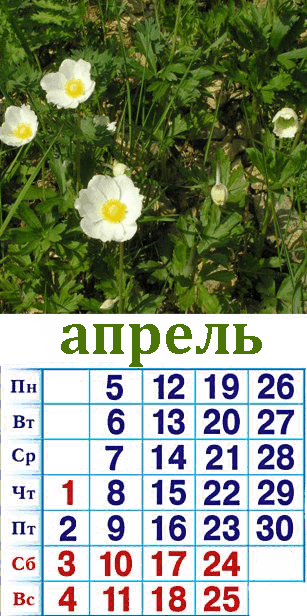 апрель
Пн 5 12 19 26
Вт 6 13 20 27
Ср 7 14 21 28
Чт 1 8 15 22 29
Пт 2 9 16 23 30
Сб 3 10 17 24
Вс 4 11 18 25